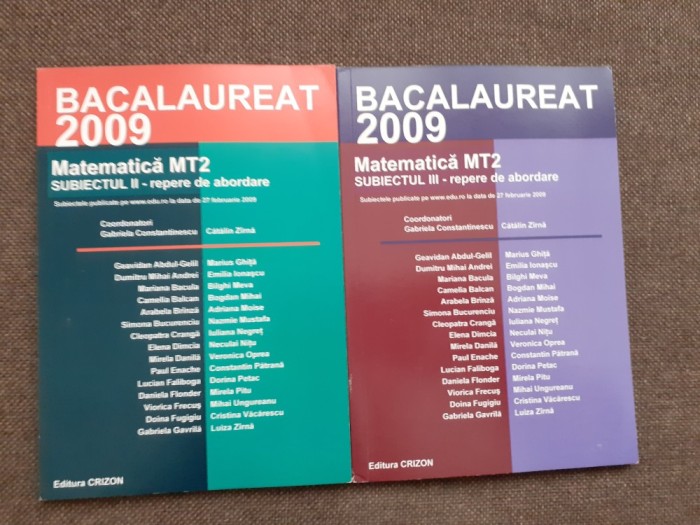 BACALAUREAT
2009
Matematică MT2
SUBIECTUL II - repere de abordare
Subiectele publicate pe www.edu.ro la data de 27 februarie 2009
Coordonatori
Gabriela Constantinescu Cătălin Zîrnă
Geavidan Abdul-Gelil Marius Ghiță
Dumitru Mihai Andrei Emilia Ionașcu
Mariana Bacula Bilghi Meva
Camelia Balcan Bogdan Mihai
Arabela Brînză Adriana Moise
Simona Bucurenciu Nazmie Mustafa
Cleopatra Crangă Iuliana Negreț
Elena Dimcia Neculai Nițu
Mirela Danilă Veronica Oprea
Paul Enache Constantin Pătrană
Lucian Faliboga Dorina Petac
Daniela Flonder Mirela Pitu
Viorica Frecuș Mihai Ungureanu
Doina Fugigiu Cristina Văcărescu
Gabriela Gavrilă Luiza Zîrnă
Editura CRIZON
BACALAUREAT
2009
Matematică MT2
SUBIECTUL III - repere de abordare
Subiectele publicate pe www.edu.ro la data de 27 februarie 2009
Coordonatori
Gabriela Constantinescu Cătălin Zîrnă
Geavidan Abdul-Gelil Marius Ghiță
Dumitru Mihai Andrei Emilia Ionașcu
Mariana Bacula Bilghi Meva
Camelia Balcan Bogdan Mihai
Arabela Brînză Adriana Moise
Simona Bucurenciu Nazmie Mustafa
Cleopatra Crangă Iuliana Negreț
Elena Dimcia Neculai Nițu
Mirela Danilă Veronica Oprea
Paul Enache Constantin Pătrană
Lucian Faliboga Dorina Petac
Daniela Flonder Mirela Pitu
Viorica Frecuș Mihai Ungureanu
Doina Fugigiu Cristina Văcărescu
Gabriela Gavrilă Luiza Zîrnă
Editura CRIZON